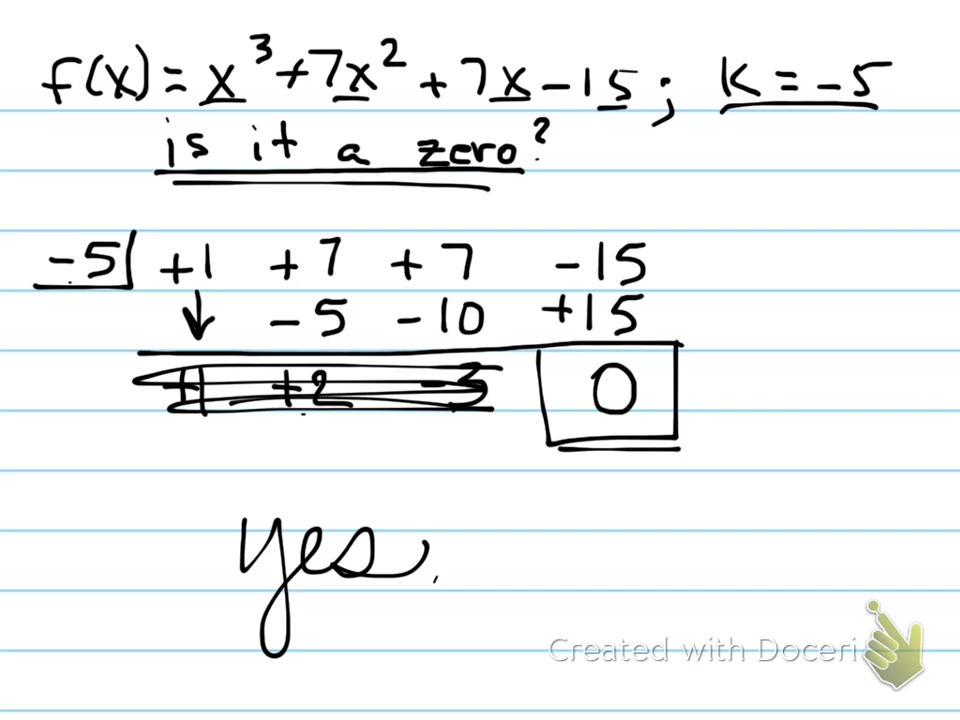 f(x) = x³ + 7x² + 7x - 15 ; K = -5
is it a zero?
-5| +1 +7 +7 -15
↓ -5 -10 +15
+1 +2 -3 0
yes.
Created with Doceri